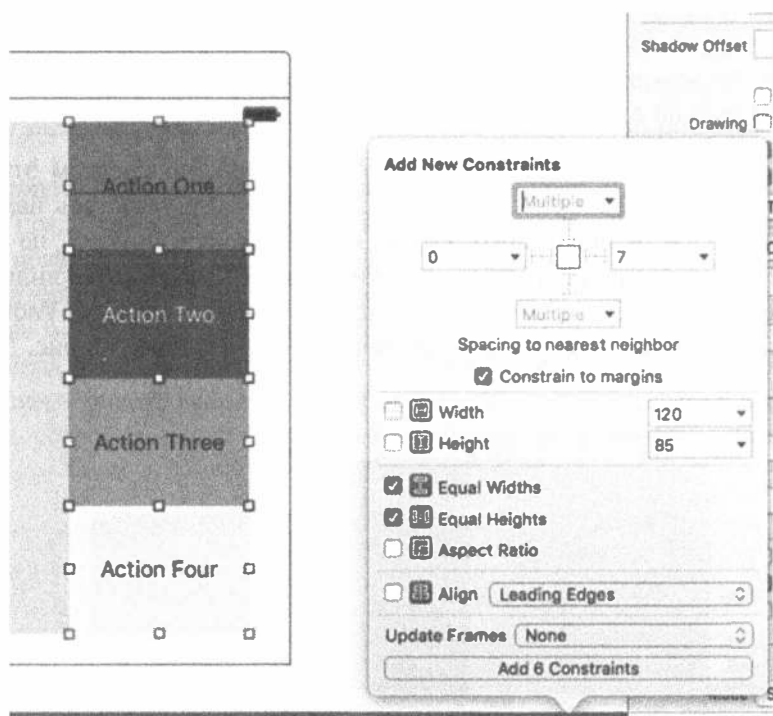 Shadow Offset
Drawing
Action One
Action Two
Action Three
Action Four
Add New Constraints
Multiple
0
7
Multiple
Spacing to nearest neighbor
Constrain to margins
Width
120
Height
85
Equal Widths
Equal Heights
Aspect Ratio
Align
Leading Edges
Update Frames
None
Add 6 Constraints